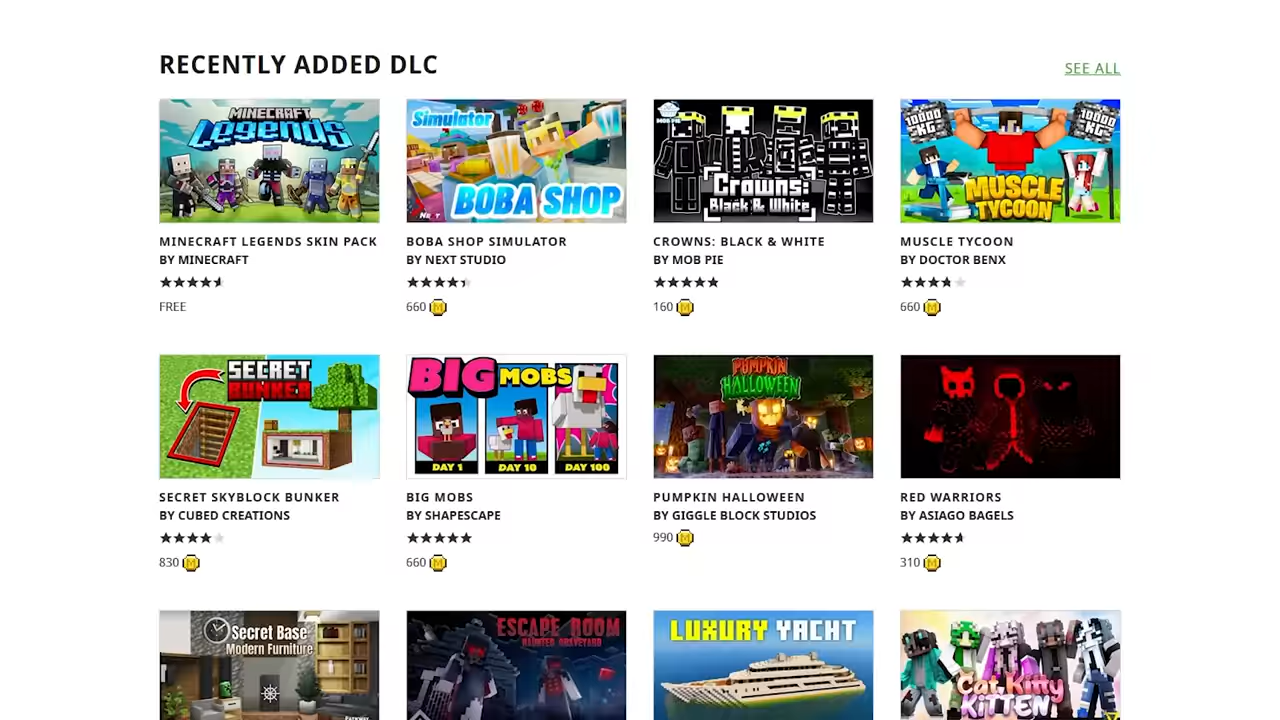 RECENTLY ADDED DLC
SEE ALL
MINECRAFT
Legends
Simulator
BOBA SHOP
MOB PIE
Crowns:
Black & White
10000
KG
10000
KG
MUSCLE
TYCOON
MINECRAFT LEGENDS SKIN PACK
BY MINECRAFT
FREE
BOBA SHOP SIMULATOR
BY NEXT STUDIO
660
CROWNS: BLACK & WHITE
BY MOB PIE
160
MUSCLE TYCOON
BY DOCTOR BENX
660
SECRET
BUNKER
BIG MOBS
DAY 1
DAY 10
DAY 100
PUMPKIN
HALLOWEEN
SECRET SKYBLOCK BUNKER
BY CUBED CREATIONS
830
BIG MOBS
BY SHAPESCAPE
660
PUMPKIN HALLOWEEN
BY GIGGLE BLOCK STUDIOS
990
RED WARRIORS
BY ASIAGO BAGELS
310
Secret Base
Modern Furniture
ESCAPE ROOM
HAUNTED GRAVEYARD
LUXURY YACHT
Cat Kitty
KITTEN